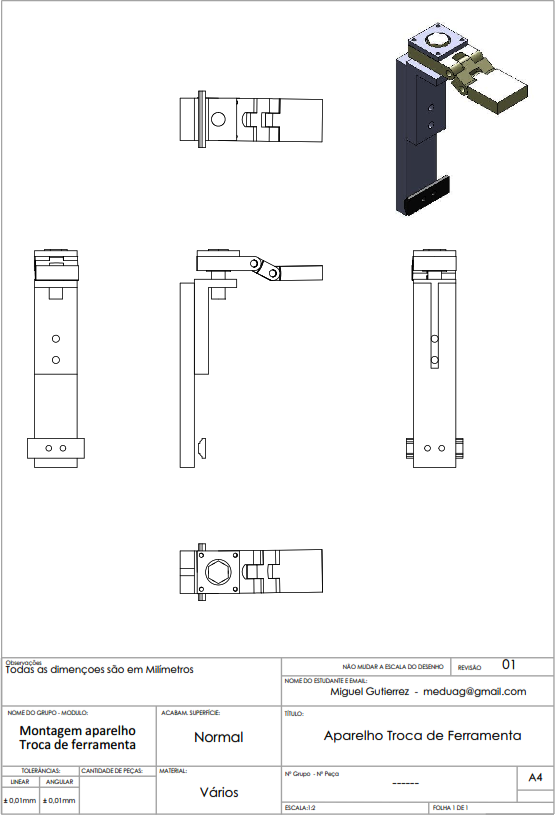 Observações
Todas as dimençoes são em Milímetros
NÃO MUDAR A ESCALA DO DESENHO
REVISÃO
01
NOME DO ESTUDANTE E EMAIL:
Miguel Gutierrez - meduag@gmail.com
NOME DO GRUPO - MODULO:
Montagem aparelho
Troca de ferramenta
ACABAM. SUPERFÍCIE:
Normal
TÍTULO:
Aparelho Troca de Ferramenta
TOLERÂNCIAS:
LINEAR
ANGULAR
± 0,01mm
± 0,01mm
CANTIDADE DE PEÇAS:
MATERIAL:
Vários
Nº Grupo - Nº Peça
------
A4
ESCALA:1:2
FOLHA 1 DE 1